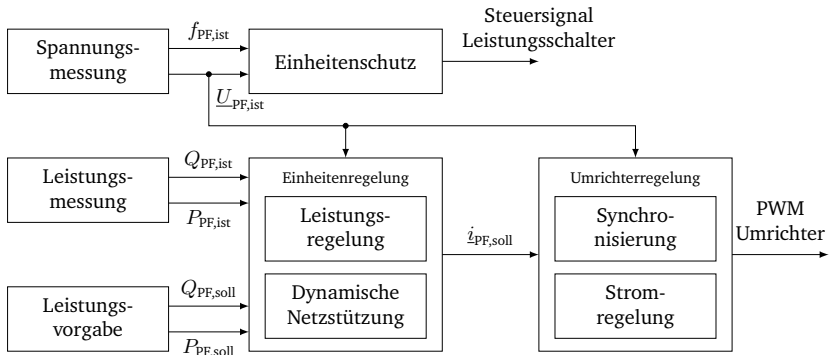 Spannungs-
messung
f_PF,ist
U_PF,ist
Einheitenschutz
Steuersignal
Leistungsschalter
Leistungs-
messung
Q_PF,ist
P_PF,ist
Leistungs-
vorgabe
Q_PF,soll
P_PF,soll
Einheitenregelung
Leistungs-
regelung
Dynamische
Netzstützung
i_PF,soll
Umrichterregelung
Synchro-
nisierung
Strom-
regelung
PWM
Umrichter